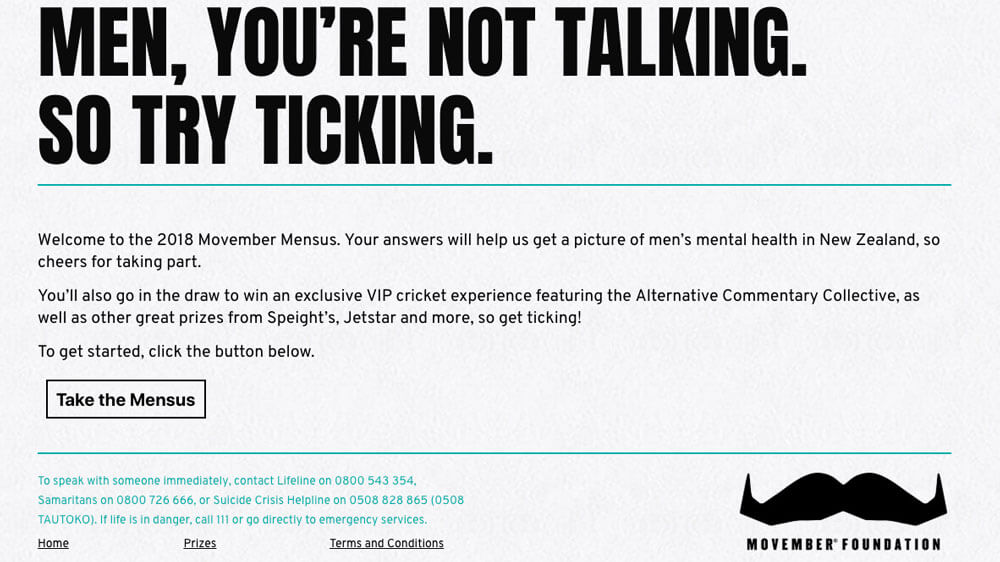 MEN, YOU’RE NOT TALKING.
SO TRY TICKING.
Welcome to the 2018 Movember Mensus. Your answers will help us get a picture of men’s mental health in New Zealand, so
cheers for taking part.
You’ll also go in the draw to win an exclusive VIP cricket experience featuring the Alternative Commentary Collective, as
well as other great prizes from Speight’s, Jetstar and more, so get ticking!
To get started, click the button below.
Take the Mensus
To speak with someone immediately, contact Lifeline on 0800 543 354,
Samaritans on 0800 726 666, or Suicide Crisis Helpline on 0508 828 865 (0508
TAUTOKO). If life is in danger, call 111 or go directly to emergency services.
Home Prizes Terms and Conditions
MOVEMBER® FOUNDATION